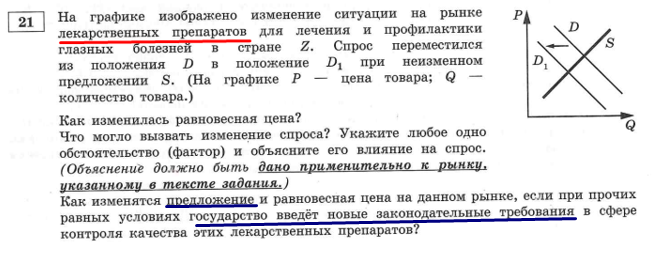 21
На графике изображено изменение ситуации на рынке
лекарственных препаратов для лечения и профилактики
глазных болезней в стране Z. Спрос переместился
из положения D в положение D₁ при неизменном
предложении S. (На графике P — цена товара; Q —
количество товара.)
P
D
S
D₁
Q
Как изменилась равновесная цена?
Что могло вызвать изменение спроса? Укажите любое одно
обстоятельство (фактор) и объясните его влияние на спрос.
(Объяснение должно быть дано применительно к рынку,
указанному в тексте задания.)
Как изменятся предложение и равновесная цена на данном рынке, если при прочих
равных условиях государство введёт новые законодательные требования в сфере
контроля качества этих лекарственных препаратов?